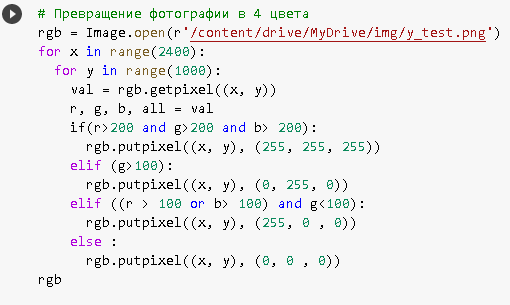 # Превращение фотографии в 4 цвета
rgb = Image.open(r'/content/drive/MyDrive/img/y_test.png')
for x in range(2400):
  for y in range(1000):
    val = rgb.getpixel((x, y))
    r, g, b, all = val
    if(r>200 and g>200 and b> 200):
      rgb.putpixel((x, y), (255, 255, 255))
    elif (g>100):
      rgb.putpixel((x, y), (0, 255, 0))
    elif ((r > 100 or b> 100) and g<100):
      rgb.putpixel((x, y), (255, 0 , 0))
    else :
      rgb.putpixel((x, y), (0, 0 , 0))
rgb